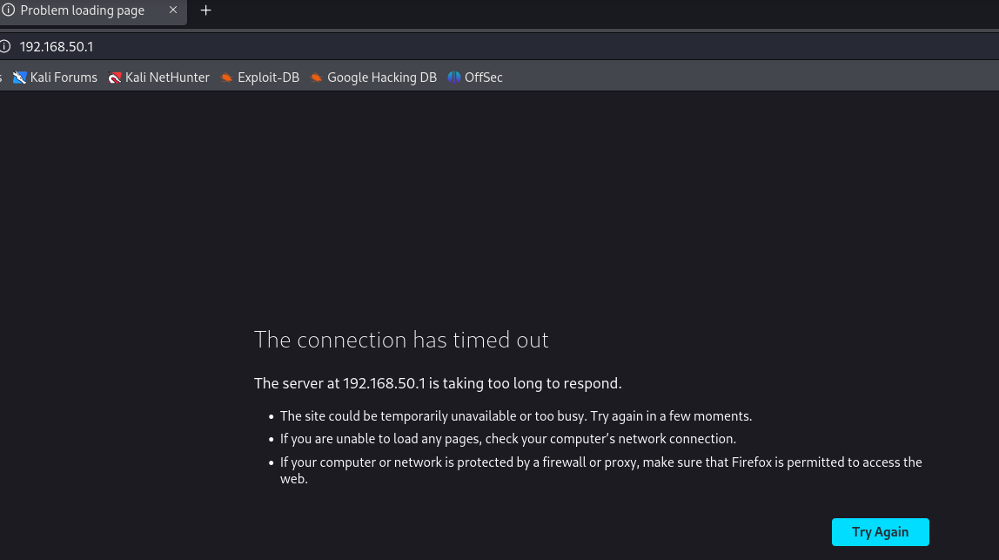 Problem loading page
192.168.50.1
s Kali Forums Kali NetHunter Exploit-DB Google Hacking DB OffSec
The connection has timed out
The server at 192.168.50.1 is taking too long to respond.
• The site could be temporarily unavailable or too busy. Try again in a few moments.
• If you are unable to load any pages, check your computer’s network connection.
• If your computer or network is protected by a firewall or proxy, make sure that Firefox is permitted to access the
web.
Try Again